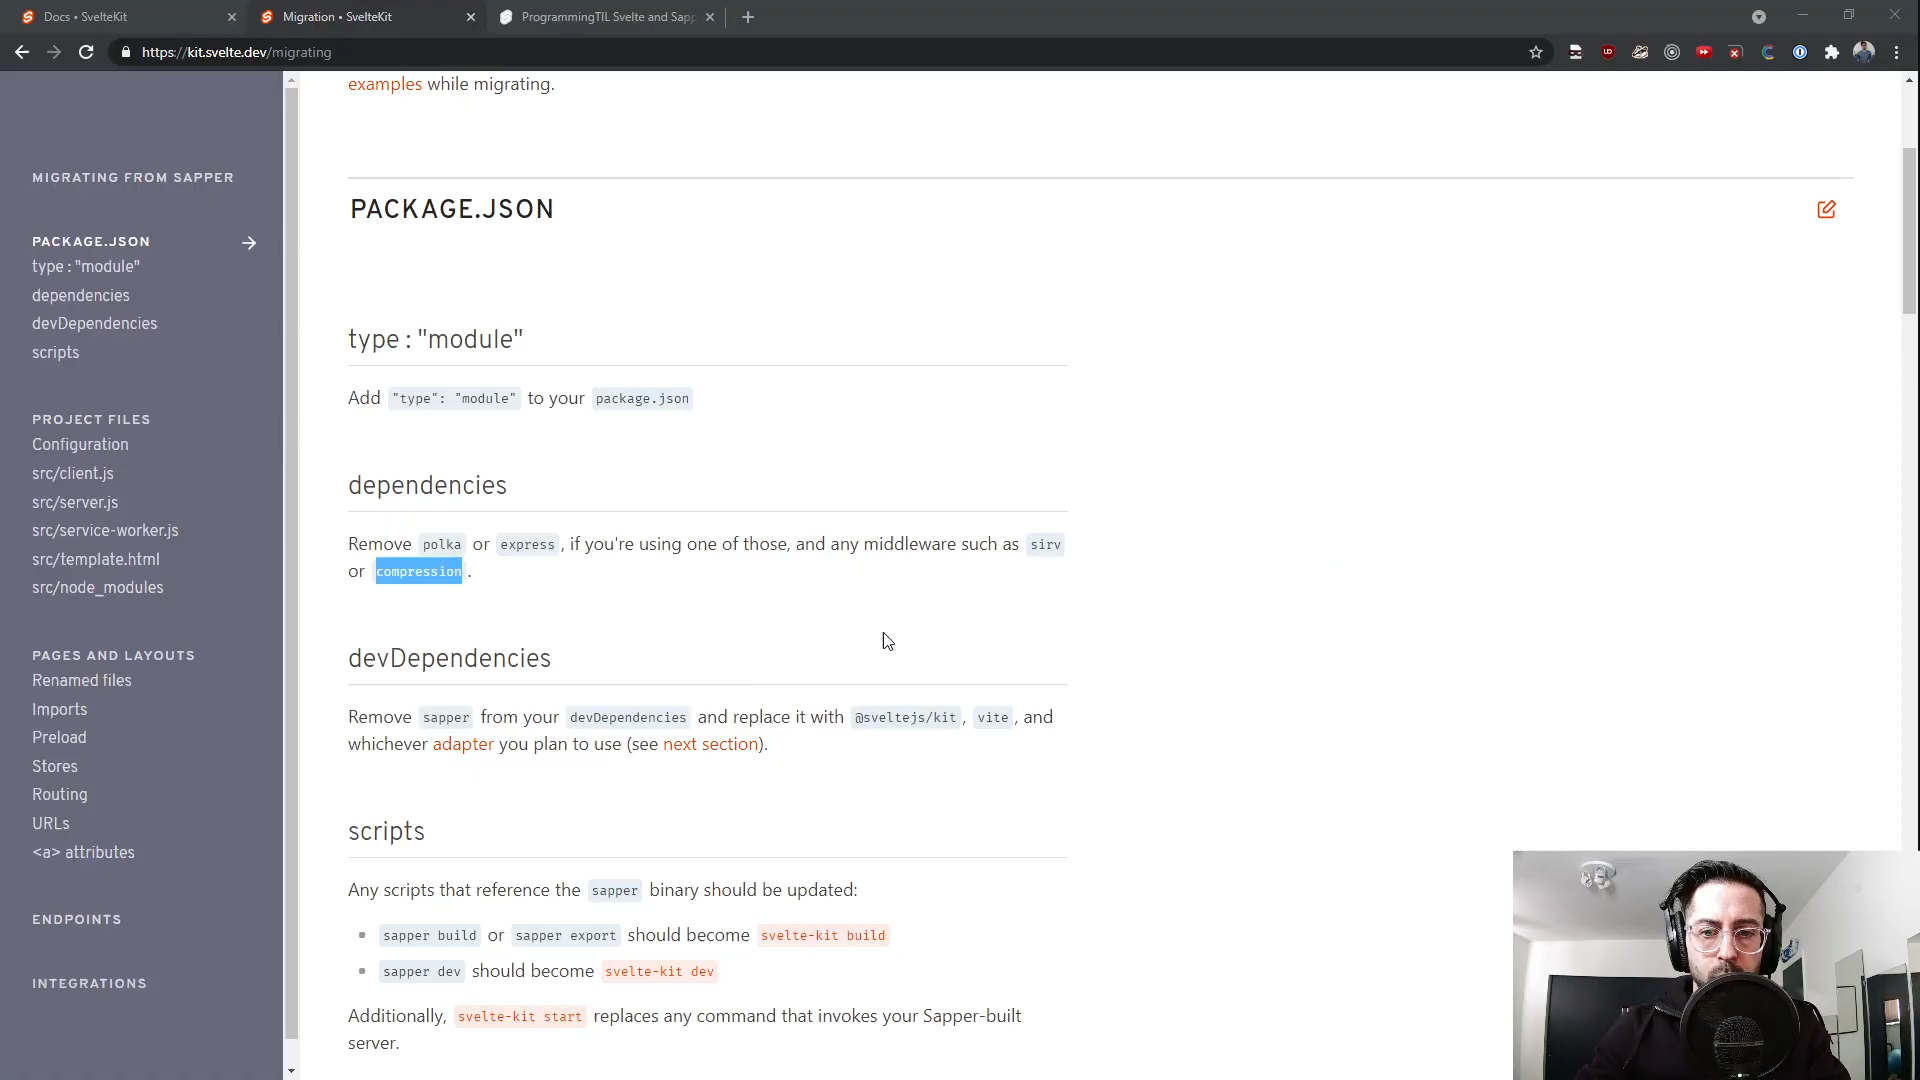 Docs • SvelteKit
Migration • SvelteKit
ProgrammingTIL Svelte and Sapp
https://kit.svelte.dev/migrating
MIGRATING FROM SAPPER
PACKAGE.JSON
type : "module"
dependencies
devDependencies
scripts
PROJECT FILES
Configuration
src/client.js
src/server.js
src/service-worker.js
src/template.html
src/node_modules
PAGES AND LAYOUTS
Renamed files
Imports
Preload
Stores
Routing
URLs
<a> attributes
ENDPOINTS
INTEGRATIONS
examples while migrating.
PACKAGE.JSON
type : "module"
Add "type": "module" to your package.json
dependencies
Remove polka or express , if you're using one of those, and any middleware such as sirv
or compression .
devDependencies
Remove sapper from your devDependencies and replace it with @sveltejs/kit , vite , and
whichever adapter you plan to use (see next section).
scripts
Any scripts that reference the sapper binary should be updated:
sapper build or sapper export should become svelte-kit build
sapper dev should become svelte-kit dev
Additionally, svelte-kit start replaces any command that invokes your Sapper-built
server.